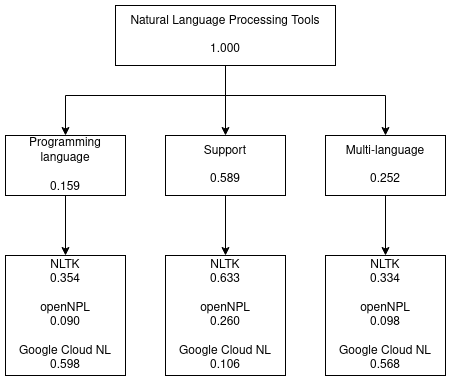 Natural Language Processing Tools
1.000
Programming
language
0.159
Support
0.589
Multi-language
0.252
NLTK
0.354
openNPL
0.090
Google Cloud NL
0.598
NLTK
0.633
openNPL
0.260
Google Cloud NL
0.106
NLTK
0.334
openNPL
0.098
Google Cloud NL
0.568